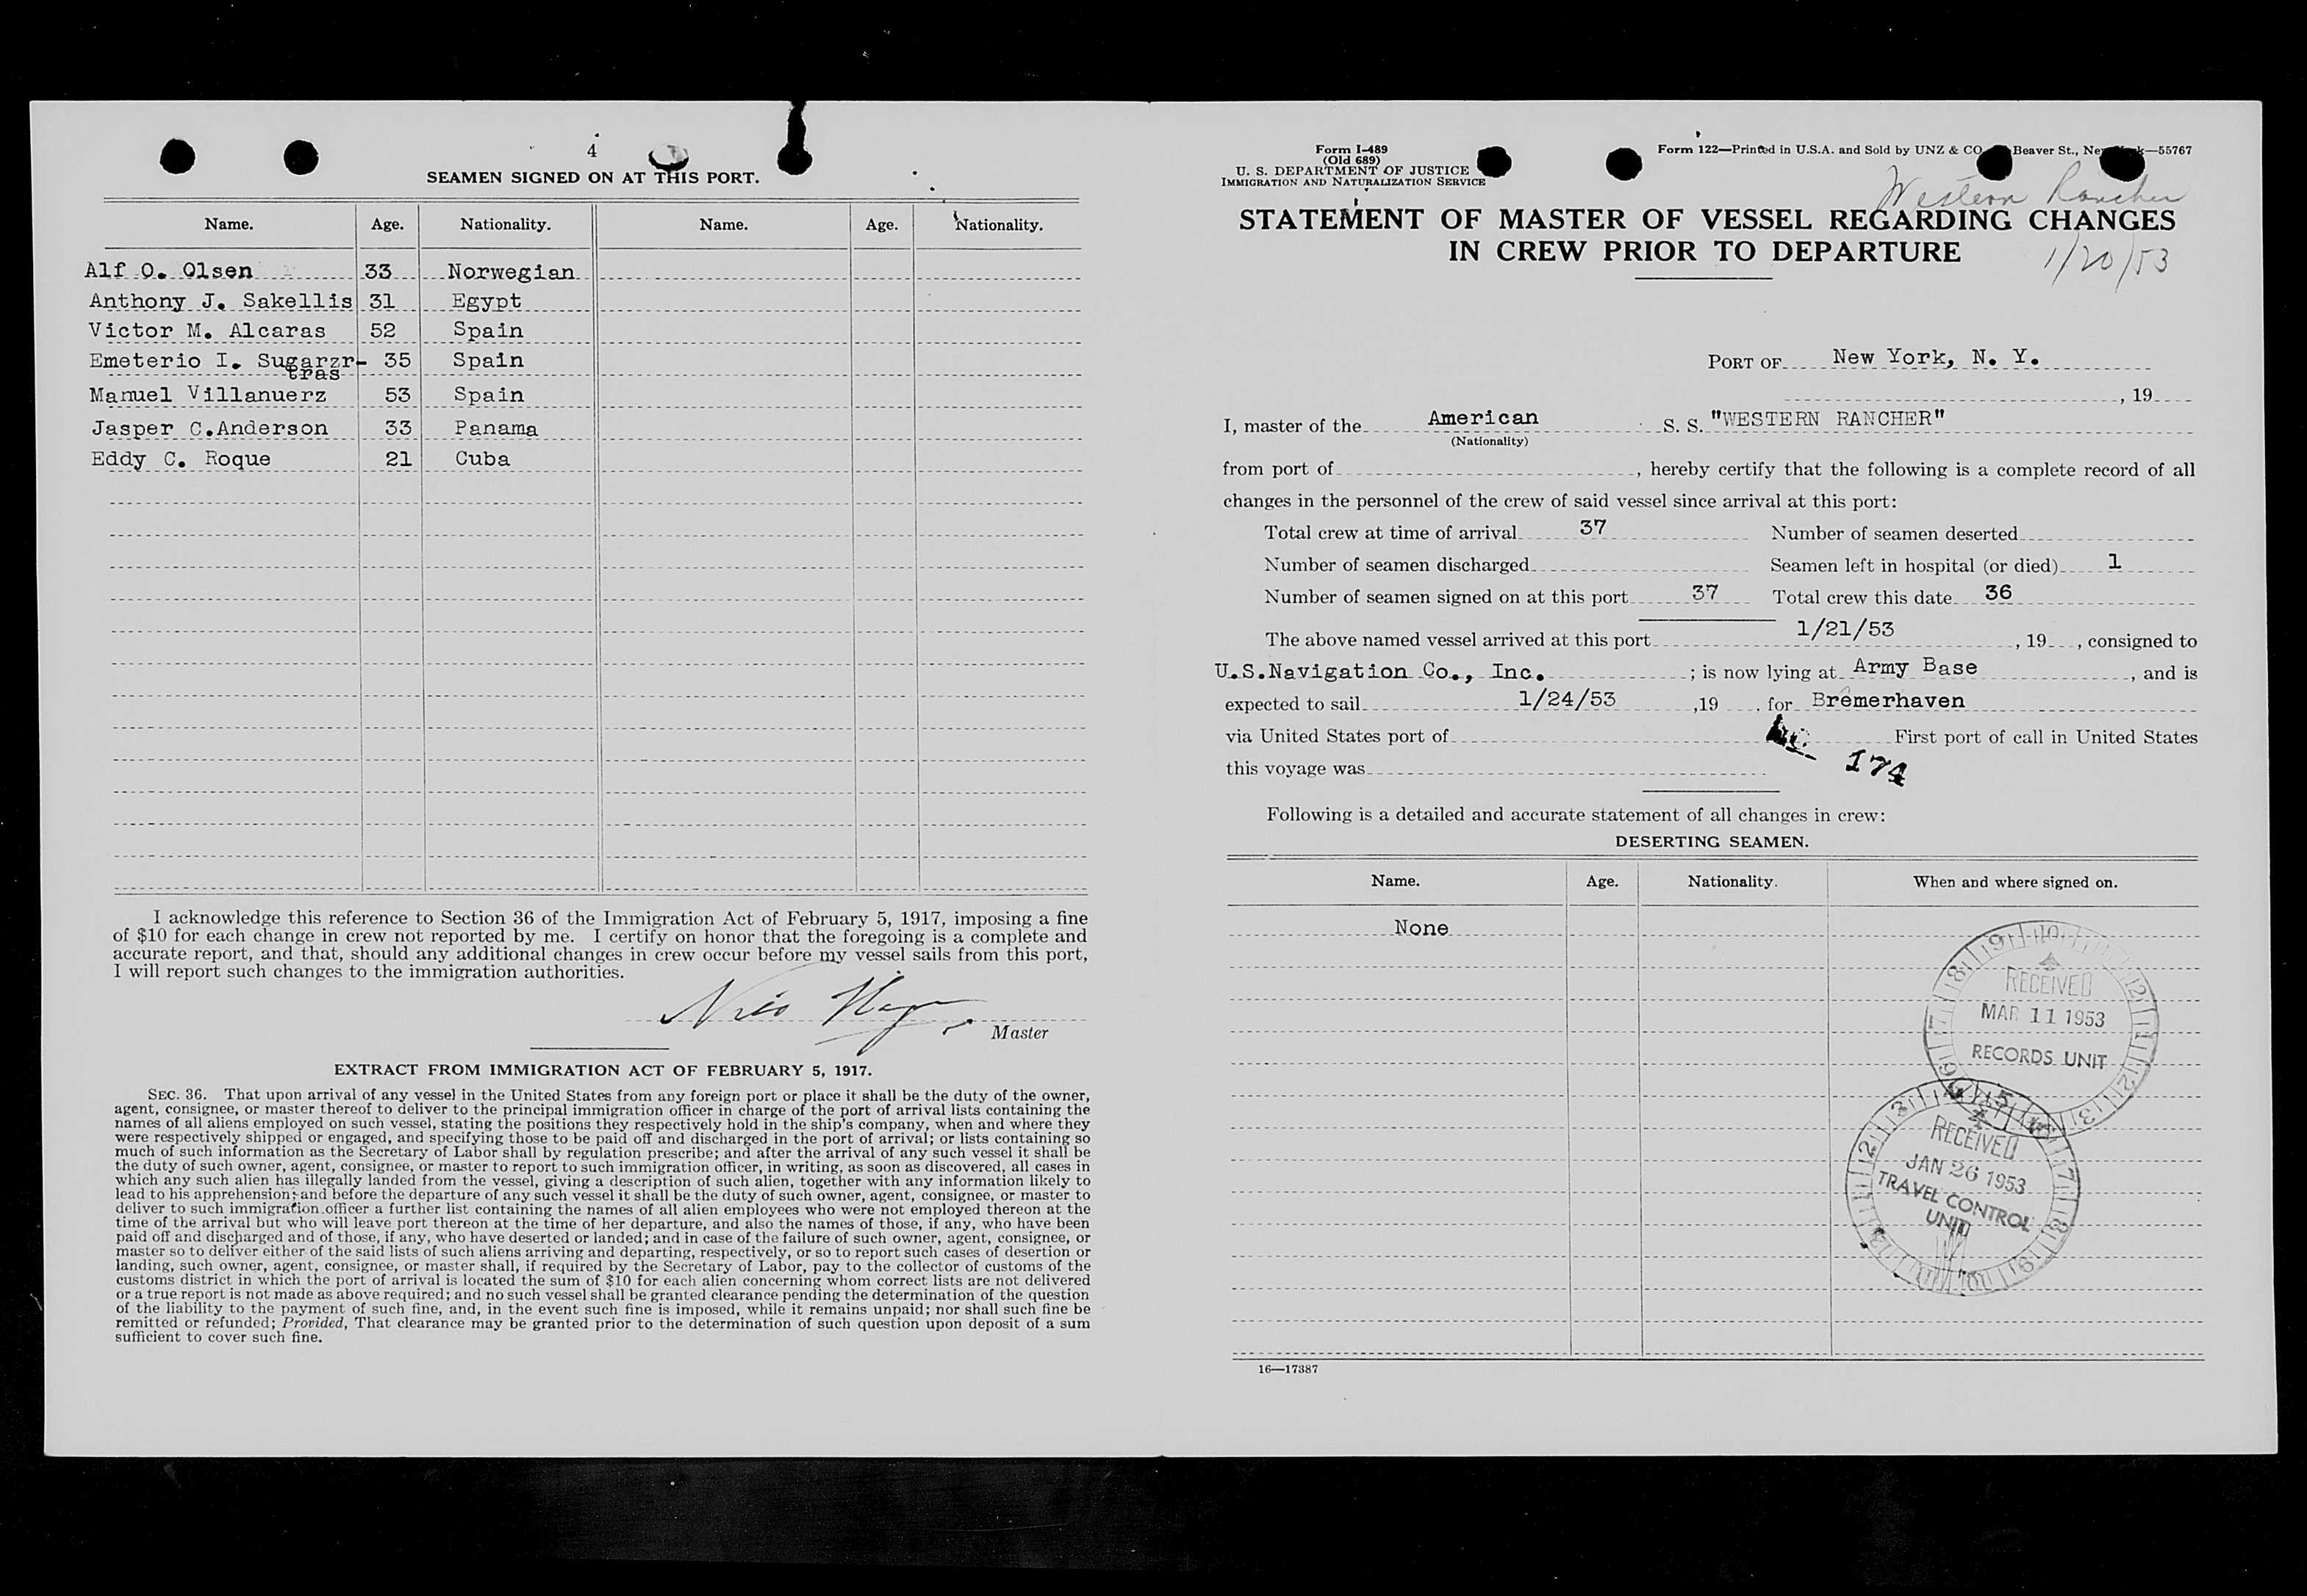 4
SEAMEN SIGNED ON AT THIS PORT.
Name. Age. Nationality. Name. Age. Nationality.
Alf O. Olsen 33 Norwegian
Anthony J. Sakellis 31 Egypt
Victor M. Alcaras 52 Spain
Emeterio I. Sugarzr- 35 Spain
tras
Manuel Villanuerz 53 Spain
Jasper C.Anderson 33 Panama
Eddy C. Roque 21 Cuba
I acknowledge this reference to Section 36 of the Immigration Act of February 5, 1917, imposing a fine
of $10 for each change in crew not reported by me. I certify on honor that the foregoing is a complete and
accurate report, and that, should any additional changes in crew occur before my vessel sails from this port,
I will report such changes to the immigration authorities.
Master
EXTRACT FROM IMMIGRATION ACT OF FEBRUARY 5, 1917.
SEC. 36. That upon arrival of any vessel in the United States from any foreign port or place it shall be the duty of the owner,
agent, consignee, or master thereof to deliver to the principal immigration officer in charge of the port of arrival lists containing the
names of all aliens employed on such vessel, stating the positions they respectively hold in the ship's company, when and where they
were respectively shipped or engaged, and specifying those to be paid off and discharged in the port of arrival; or lists containing so
much of such information as the Secretary of Labor shall by regulation prescribe; and after the arrival of any such vessel it shall be
the duty of such owner, agent, consignee, or master to report to such immigration officer, in writing, as soon as discovered, all cases in
which any such alien has illegally landed from the vessel, giving a description of such alien, together with any information likely to
lead to his apprehension; and before the departure of any such vessel it shall be the duty of such owner, agent, consignee, or master to
deliver to such immigration officer a further list containing the names of all alien employees who were not employed thereon at the
time of the arrival but who will leave port thereon at the time of her departure, and also the names of those, if any, who have been
paid off and discharged and of those, if any, who have deserted or landed; and in case of the failure of such owner, agent, consignee, or
master so to deliver either of the said lists of such aliens arriving and departing, respectively, or so to report such cases of desertion or
landing, such owner, agent, consignee, or master shall, if required by the Secretary of Labor, pay to the collector of customs of the
customs district in which the port of arrival is located the sum of $10 for each alien concerning whom correct lists are not delivered
or a true report is not made as above required; and no such vessel shall be granted clearance pending the determination of the question
of the liability to the payment of such fine, and, in the event such fine is imposed, while it remains unpaid; nor shall such fine be
remitted or refunded; Provided, That clearance may be granted prior to the determination of such question upon deposit of a sum
sufficient to cover such fine.
Form I-489
(Old 689)
U. S. DEPARTMENT OF JUSTICE
IMMIGRATION AND NATURALIZATION SERVICE
Form 122—Printed in U.S.A. and Sold by UNZ & CO Beaver St., New York—55767
Western Rancher
STATEMENT OF MASTER OF VESSEL REGARDING CHANGES
IN CREW PRIOR TO DEPARTURE
1/20/53
PORT OF New York, N. Y.
, 19
I, master of the American S. S. "WESTERN RANCHER"
(Nationality)
from port of , hereby certify that the following is a complete record of all
changes in the personnel of the crew of said vessel since arrival at this port:
Total crew at time of arrival 37 Number of seamen deserted
Number of seamen discharged Seamen left in hospital (or died) 1
Number of seamen signed on at this port 37 Total crew this date 36
The above named vessel arrived at this port 1/21/53 , 19 , consigned to
U.S.Navigation Co., Inc. ; is now lying at Army Base , and is
expected to sail 1/24/53 ,19 , for Bremerhaven
via United States port of First port of call in United States
this voyage was 174
Following is a detailed and accurate statement of all changes in crew:
DESERTING SEAMEN.
Name. Age. Nationality. When and where signed on.
None
RECEIVED
MAR 11 1953
RECORDS UNIT
RECEIVED
JAN 26 1953
TRAVEL CONTROL
UNIT
16—17387